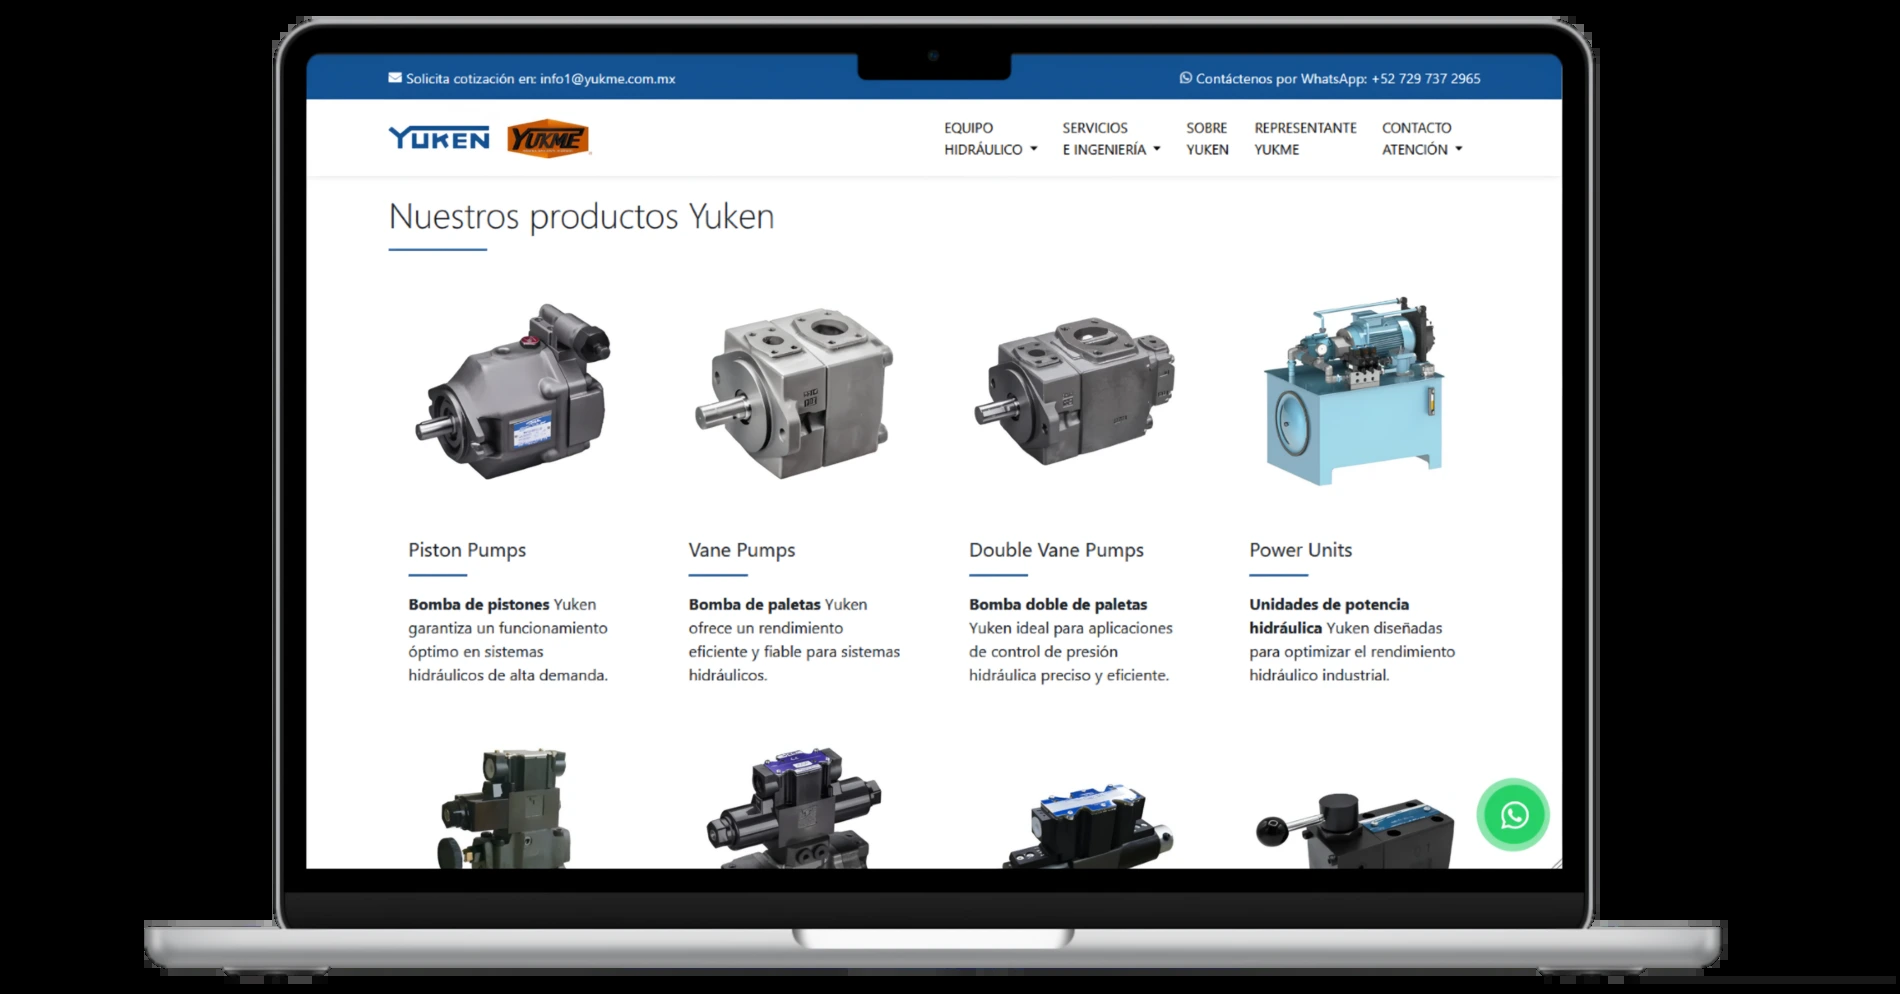 Solicita cotización en: info1@yukme.com.mx
Contáctenos por WhatsApp: +52 729 737 2965
YUKEN
YUKME
EQUIPO
HIDRÁULICO
SERVICIOS
E INGENIERÍA
SOBRE
YUKEN
REPRESENTANTE
YUKME
CONTACTO
ATENCIÓN
Nuestros productos Yuken
Piston Pumps
Bomba de pistones Yuken
garantiza un funcionamiento
óptimo en sistemas
hidráulicos de alta demanda.
Vane Pumps
Bomba de paletas Yuken
ofrece un rendimiento
eficiente y fiable para sistemas
hidráulicos.
Double Vane Pumps
Bomba doble de paletas
Yuken ideal para aplicaciones
de control de presión
hidráulica preciso y eficiente.
Power Units
Unidades de potencia
hidráulica Yuken diseñadas
para optimizar el rendimiento
hidráulico industrial.